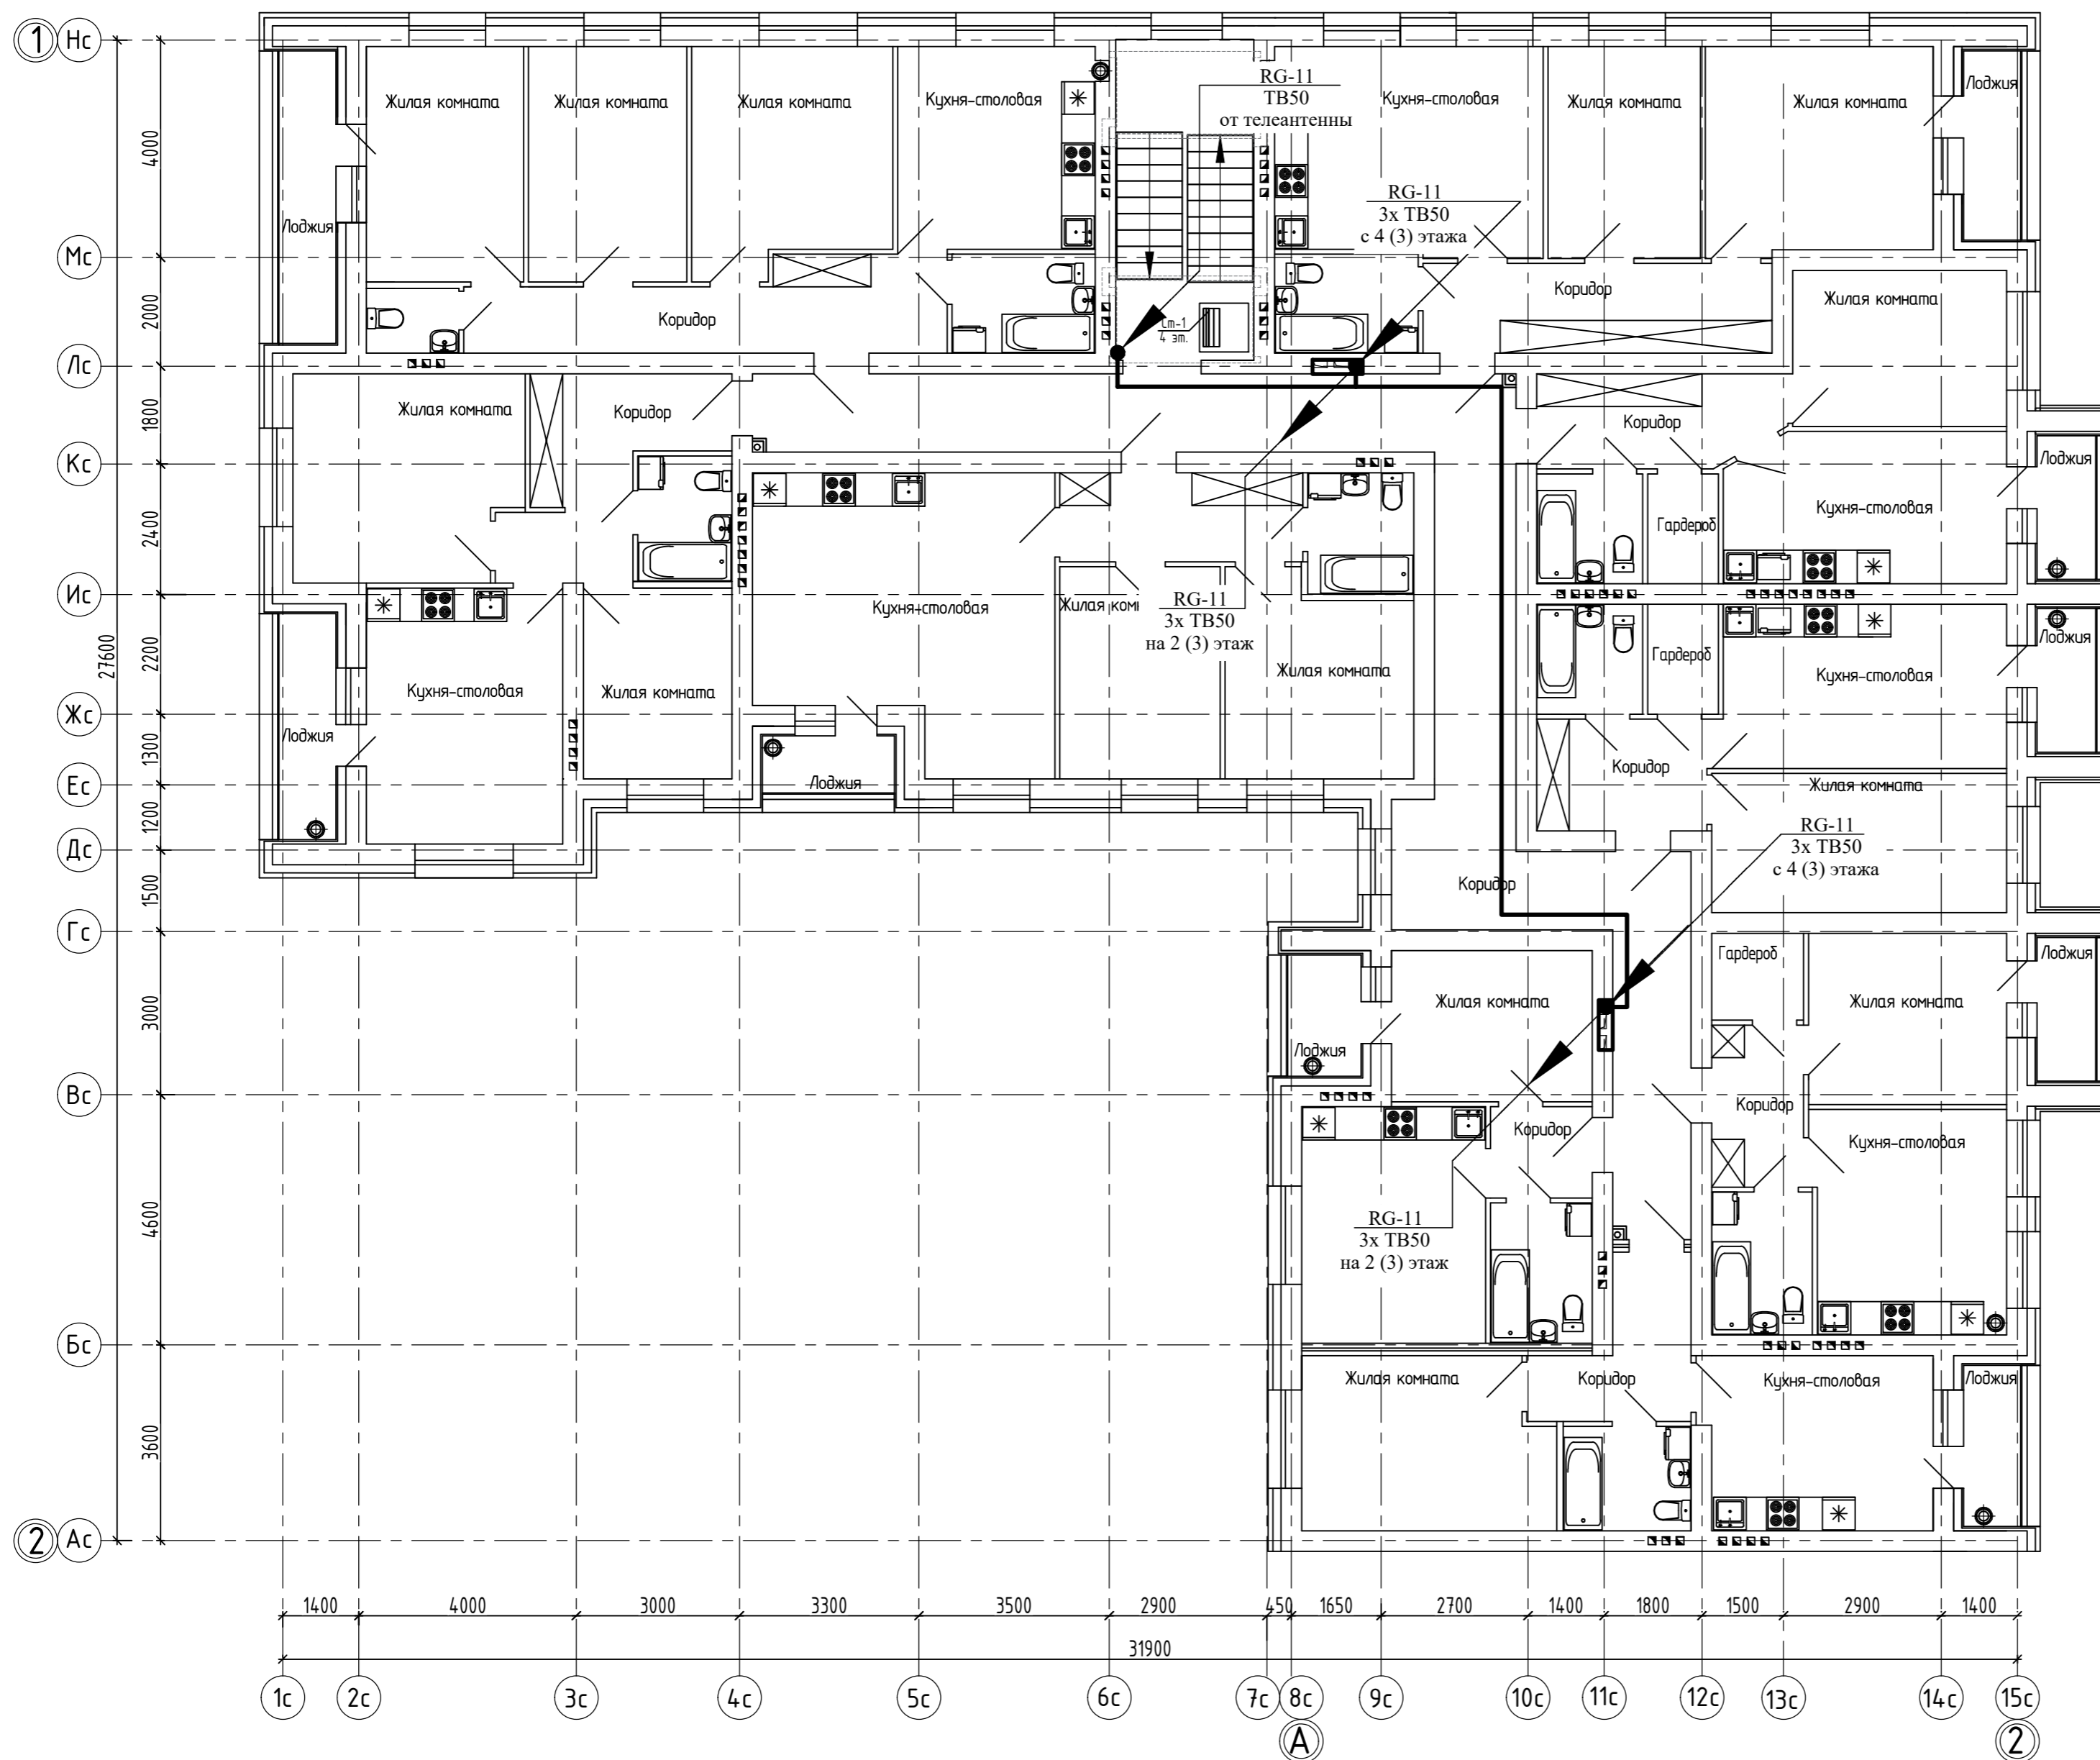 1 Нс
RG-11
ТВ50
от телеантенны
Жилая комната
Жилая комната
Жилая комната
Кухня-столовая
Кухня-столовая
Жилая комната
Жилая комната
Лоджия
4000
RG-11
3х ТВ50
с 4 (3) этажа
Лоджия
Мс
2000
Коридор
Коридор
Жилая комната
Ст-1
4 эт.
Лс
1800
Жилая комната
Коридор
Коридор
Кс
Лоджия
2400
Гардероб
Кухня-столовая
Ис
27600
2200
Кухня-столовая
RG-11
3х ТВ50
на 2 (3) этаж
Гардероб
Лоджия
Кухня-столовая
Кухня-столовая
Жилая комната
Жилая комната
Жс
1300
Лоджия
Коридор
Ес
Лоджия
Жилая комната
1200
RG-11
3х ТВ50
с 4 (3) этажа
Дс
1500
Коридор
Гс
3000
Гардероб
Лоджия
Жилая комната
Жилая комната
Лоджия
Вс
Коридор
Коридор
Кухня-столовая
4600
RG-11
3х ТВ50
на 2 (3) этаж
Бс
3600
Жилая комната
Коридор
Кухня-столовая
Лоджия
2 Ас
1400 4000 3000 3300 3500 2900 450 1650 2700 1400 1800 1500 2900 1400
31900
1с 2с 3с 4с 5с 6с 7с 8с 9с 10с 11с 12с 13с 14с 15с
А 2